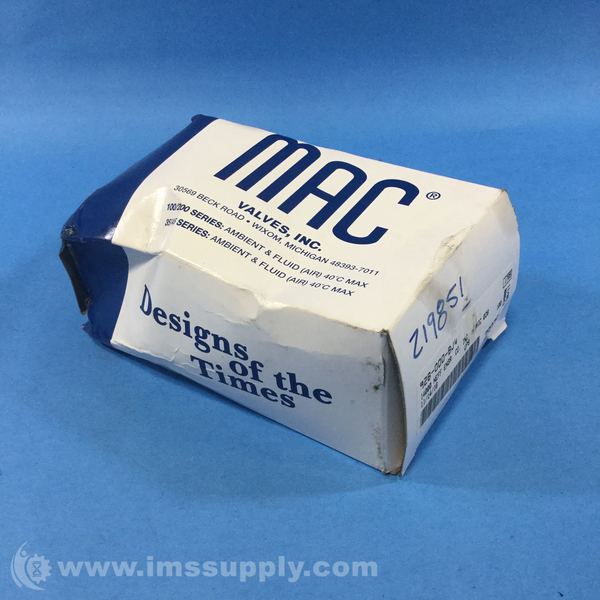 MAC®
VALVES, INC.
30569 BECK ROAD • WIXOM, MICHIGAN 48393-7011
100/200 SERIES: AMBIENT & FLUID (AIR) 40°C MAX
SERIES: AMBIENT & FLUID (AIR) 40°C MAX
Designs
of the
Times
219851
www.imssupply.com